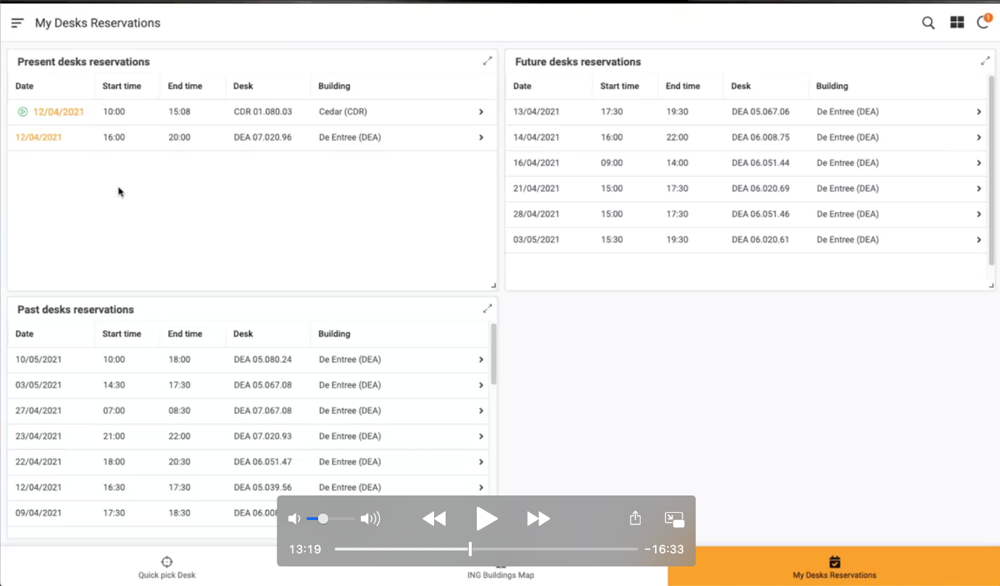 My Desks Reservations
1
Present desks reservations
Date Start time End time Desk Building
12/04/2021 10:00 15:08 CDR 01.080.03 Cedar (CDR)
12/04/2021 16:00 20:00 DEA 07.020.96 De Entree (DEA)
Future desks reservations
Date Start time End time Desk Building
13/04/2021 17:30 19:30 DEA 05.067.06 De Entree (DEA)
14/04/2021 16:00 22:00 DEA 06.008.75 De Entree (DEA)
16/04/2021 09:00 14:00 DEA 06.051.44 De Entree (DEA)
21/04/2021 15:00 17:30 DEA 06.020.69 De Entree (DEA)
28/04/2021 15:00 17:30 DEA 06.051.46 De Entree (DEA)
03/05/2021 15:30 19:30 DEA 06.020.61 De Entree (DEA)
Past desks reservations
Date Start time End time Desk Building
10/05/2021 10:00 18:00 DEA 05.080.24 De Entree (DEA)
03/05/2021 14:30 17:30 DEA 05.067.08 De Entree (DEA)
27/04/2021 07:00 08:30 DEA 07.067.08 De Entree (DEA)
23/04/2021 21:00 22:00 DEA 07.020.93 De Entree (DEA)
22/04/2021 18:00 20:30 DEA 06.051.47 De Entree (DEA)
12/04/2021 16:30 17:30 DEA 05.039.56 De Entree (DEA)
09/04/2021 17:30 18:30 DEA
13:19 -16:33
Quick pick Desk
ING Buildings Map
My Desks Reservations